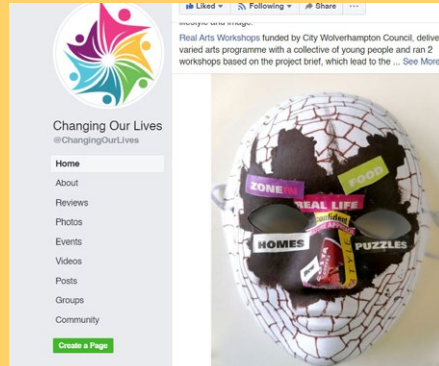 Liked Following Share ...
lifestyle and image.
Real Arts Workshops funded by City Wolverhampton Council, delive
varied arts programme with a collective of young people and ran 2
workshops based on the project brief, which lead to the ... See More
Changing Our Lives
@ChangingOurLives
Home
About
Reviews
Photos
Events
Videos
Posts
Groups
Community
Create a Page
ZONEIN
FOOD
REAL LIFE
Confident
HOMES
PUZZLES
STYLE